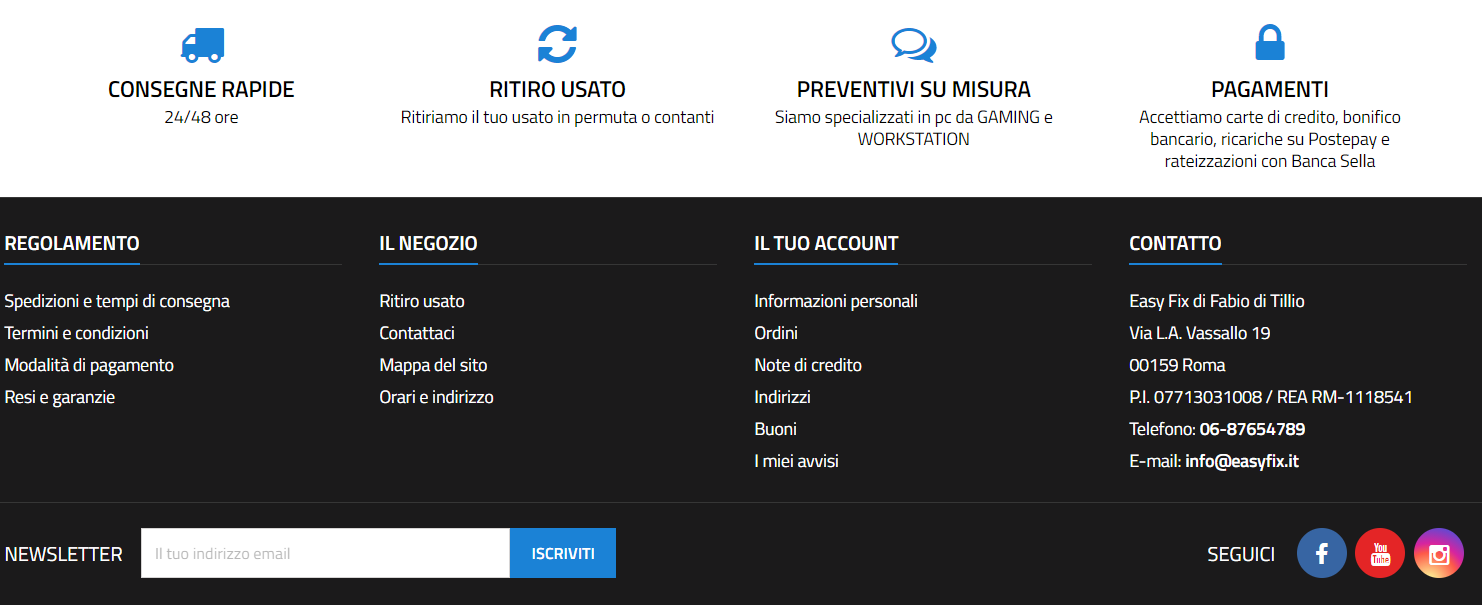 CONSEGNE RAPIDE
24/48 ore
RITIRO USATO
Ritiriamo il tuo usato in permuta o contanti
PREVENTIVI SU MISURA
Siamo specializzati in pc da GAMING e
WORKSTATION
PAGAMENTI
Accettiamo carte di credito, bonifico
bancario, ricariche su Postepay e
rateizzazioni con Banca Sella
REGOLAMENTO
Spedizioni e tempi di consegna
Termini e condizioni
Modalità di pagamento
Resi e garanzie
IL NEGOZIO
Ritiro usato
Contattaci
Mappa del sito
Orari e indirizzo
IL TUO ACCOUNT
Informazioni personali
Ordini
Note di credito
Indirizzi
Buoni
I miei avvisi
CONTATTO
Easy Fix di Fabio di Tillio
Via L.A. Vassallo 19
00159 Roma
P.I. 07713031008 / REA RM-1118541
Telefono: 06-87654789
E-mail: info@easyfix.it
NEWSLETTER
Il tuo indirizzo email
ISCRIVITI
SEGUICI
f
You
Tube